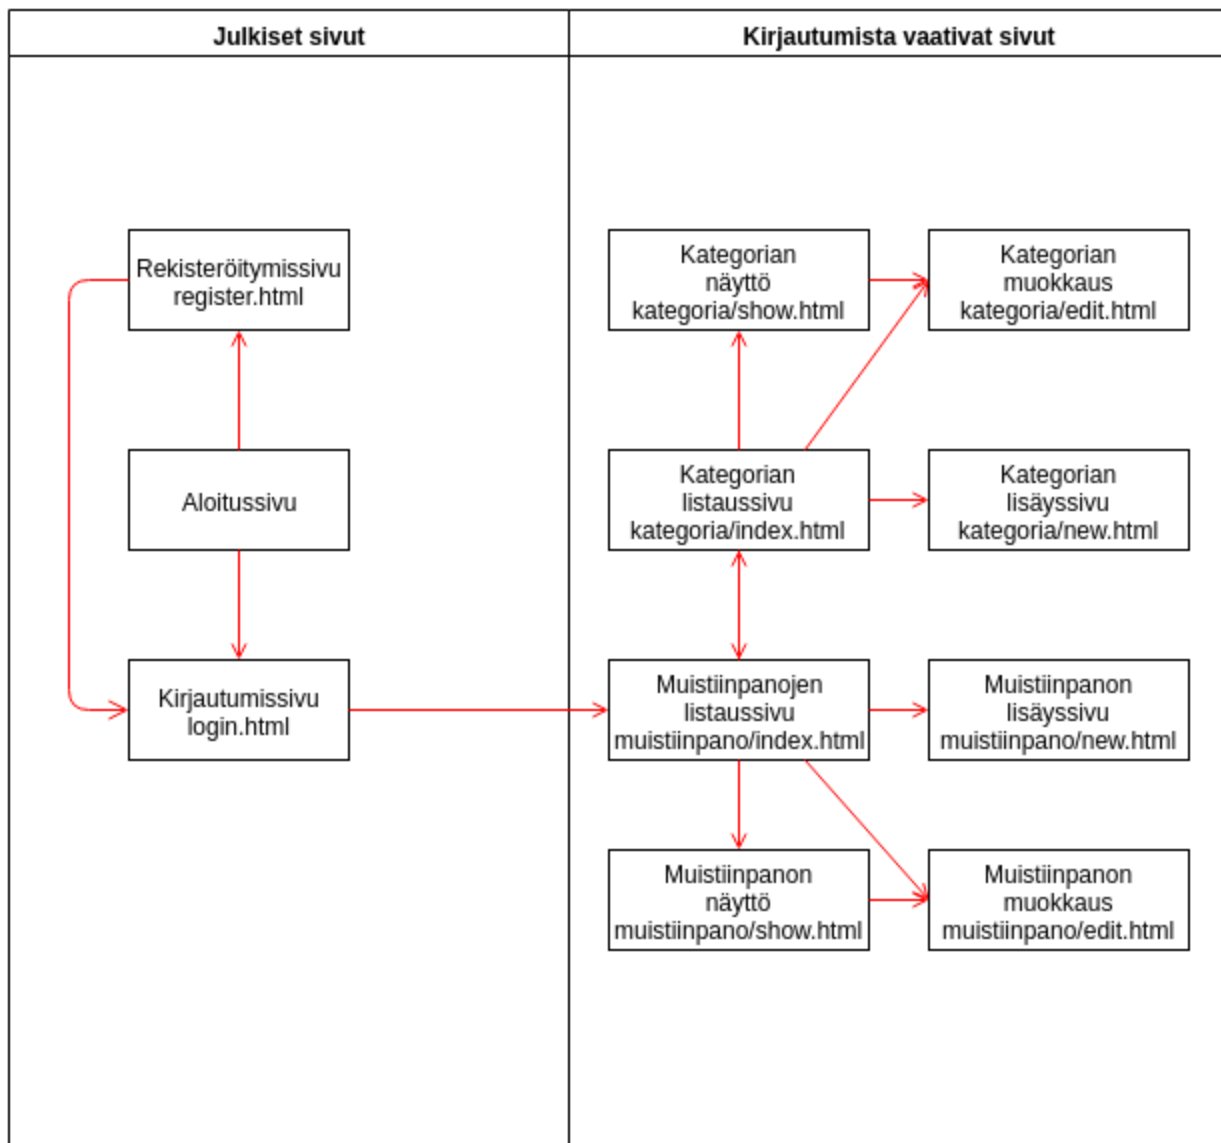 Julkiset sivut
Kirjautumista vaativat sivut
Rekisteröitymissivu
register.html
Kategorian
näyttö
kategoria/show.html
Kategorian
muokkaus
kategoria/edit.html
Aloitussivu
Kategorian
listaussivu
kategoria/index.html
Kategorian
lisäyssivu
kategoria/new.html
Kirjautumissivu
login.html
Muistiinpanojen
listaussivu
muistiinpano/index.html
Muistiinpanon
lisäyssivu
muistiinpano/new.html
Muistiinpanon
näyttö
muistiinpano/show.html
Muistiinpanon
muokkaus
muistiinpano/edit.html